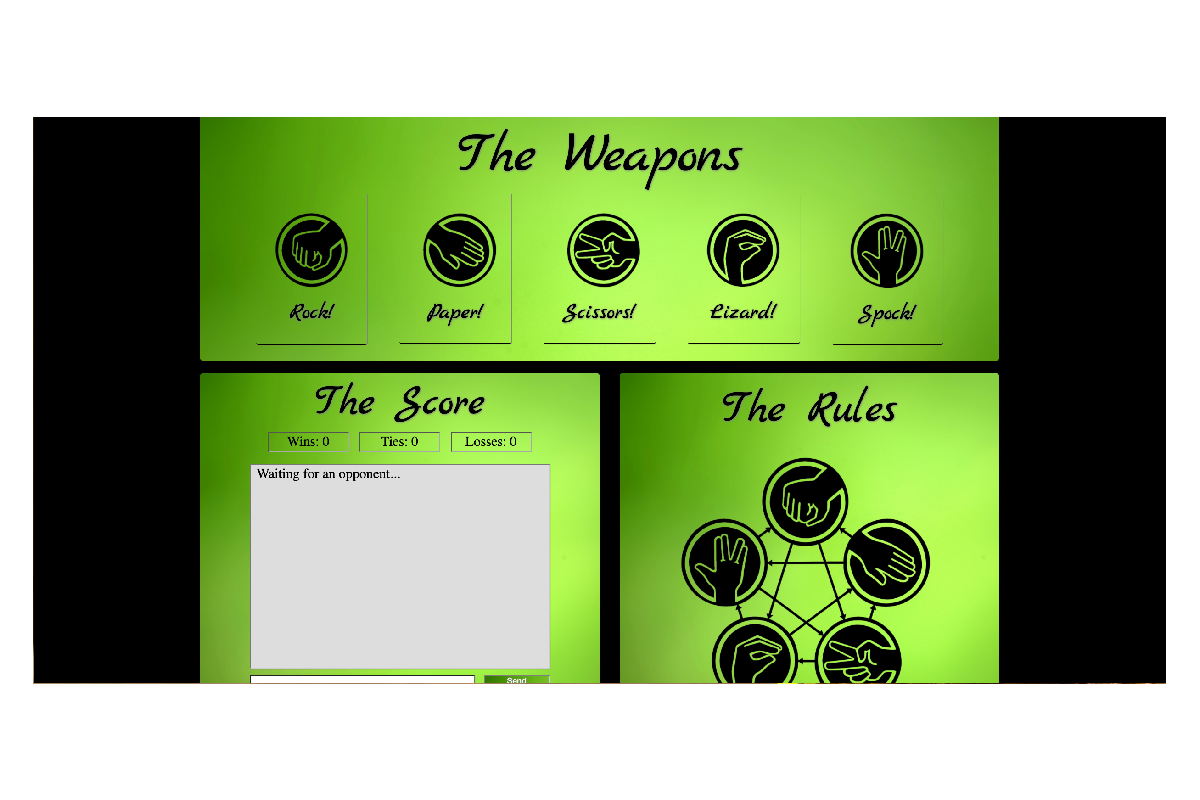 The Weapons
Rock!
Paper!
Scissors!
Lizard!
Spock!
The Score
Wins: 0
Ties: 0
Losses: 0
Waiting for an opponent...
Send
The Rules